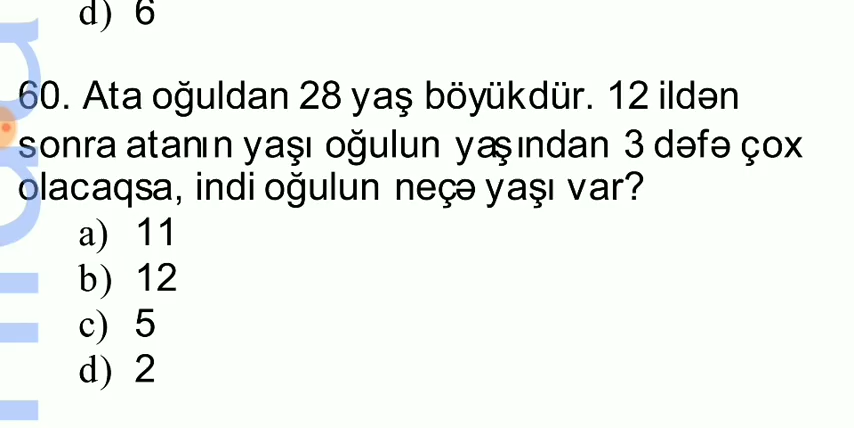 d) 6
60. Ata oğuldan 28 yaş böyükdür. 12 ildən
sonra atanın yaşı oğulun yaşından 3 dəfə çox
olacaqsa, indi oğulun neçə yaşı var?
a) 11
b) 12
c) 5
d) 2